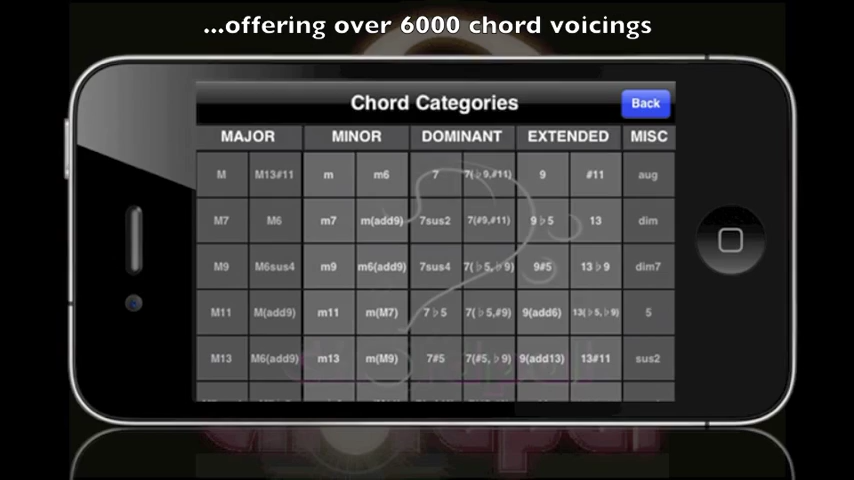 ...offering over 6000 chord voicings
Chord Categories
Back
MAJOR MINOR DOMINANT EXTENDED MISC
M M13#11 m m6 7 7(♭9,#11) 9 #11 aug
M7 M6 m7 m(add9) 7sus2 7(#9,#11) 9♭5 13 dim
M9 M6sus4 m9 m6(add9) 7sus4 7(♭5,♭9) 9#5 13♭9 dim7
M11 M(add9) m11 m(M7) 7♭5 7(♭5,#9) 9(add6) 13(♭5,♭9) 5
M13 M6(add9) m13 m(M9) 7#5 7(#5,♭9) 9(add13) 13#11 sus2